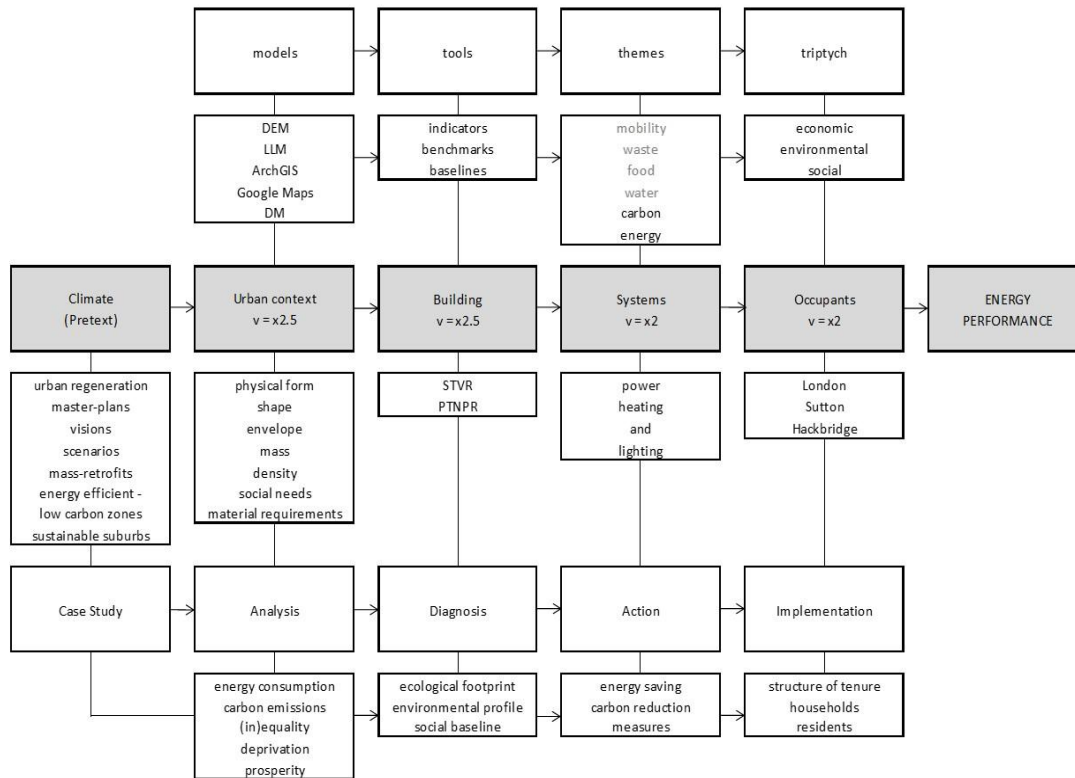 models
tools
themes
triptych
DEM
LLM
ArchGIS
Google Maps
DM
indicators
benchmarks
baselines
mobility
waste
food
water
carbon
energy
economic
environmental
social
Climate
(Pretext)
Urban context
v = x2.5
Building
v = x2.5
Systems
v = x2
Occupants
v = x2
ENERGY
PERFORMANCE
urban regeneration
master-plans
visions
scenarios
mass-retrofits
energy efficient -
low carbon zones
sustainable suburbs
physical form
shape
envelope
mass
density
social needs
material requirements
STVR
PTNPR
power
heating
and
lighting
London
Sutton
Hackbridge
Case Study
Analysis
Diagnosis
Action
Implementation
energy consumption
carbon emissions
(in)equality
deprivation
prosperity
ecological footprint
environmental profile
social baseline
energy saving
carbon reduction
measures
structure of tenure
households
residents